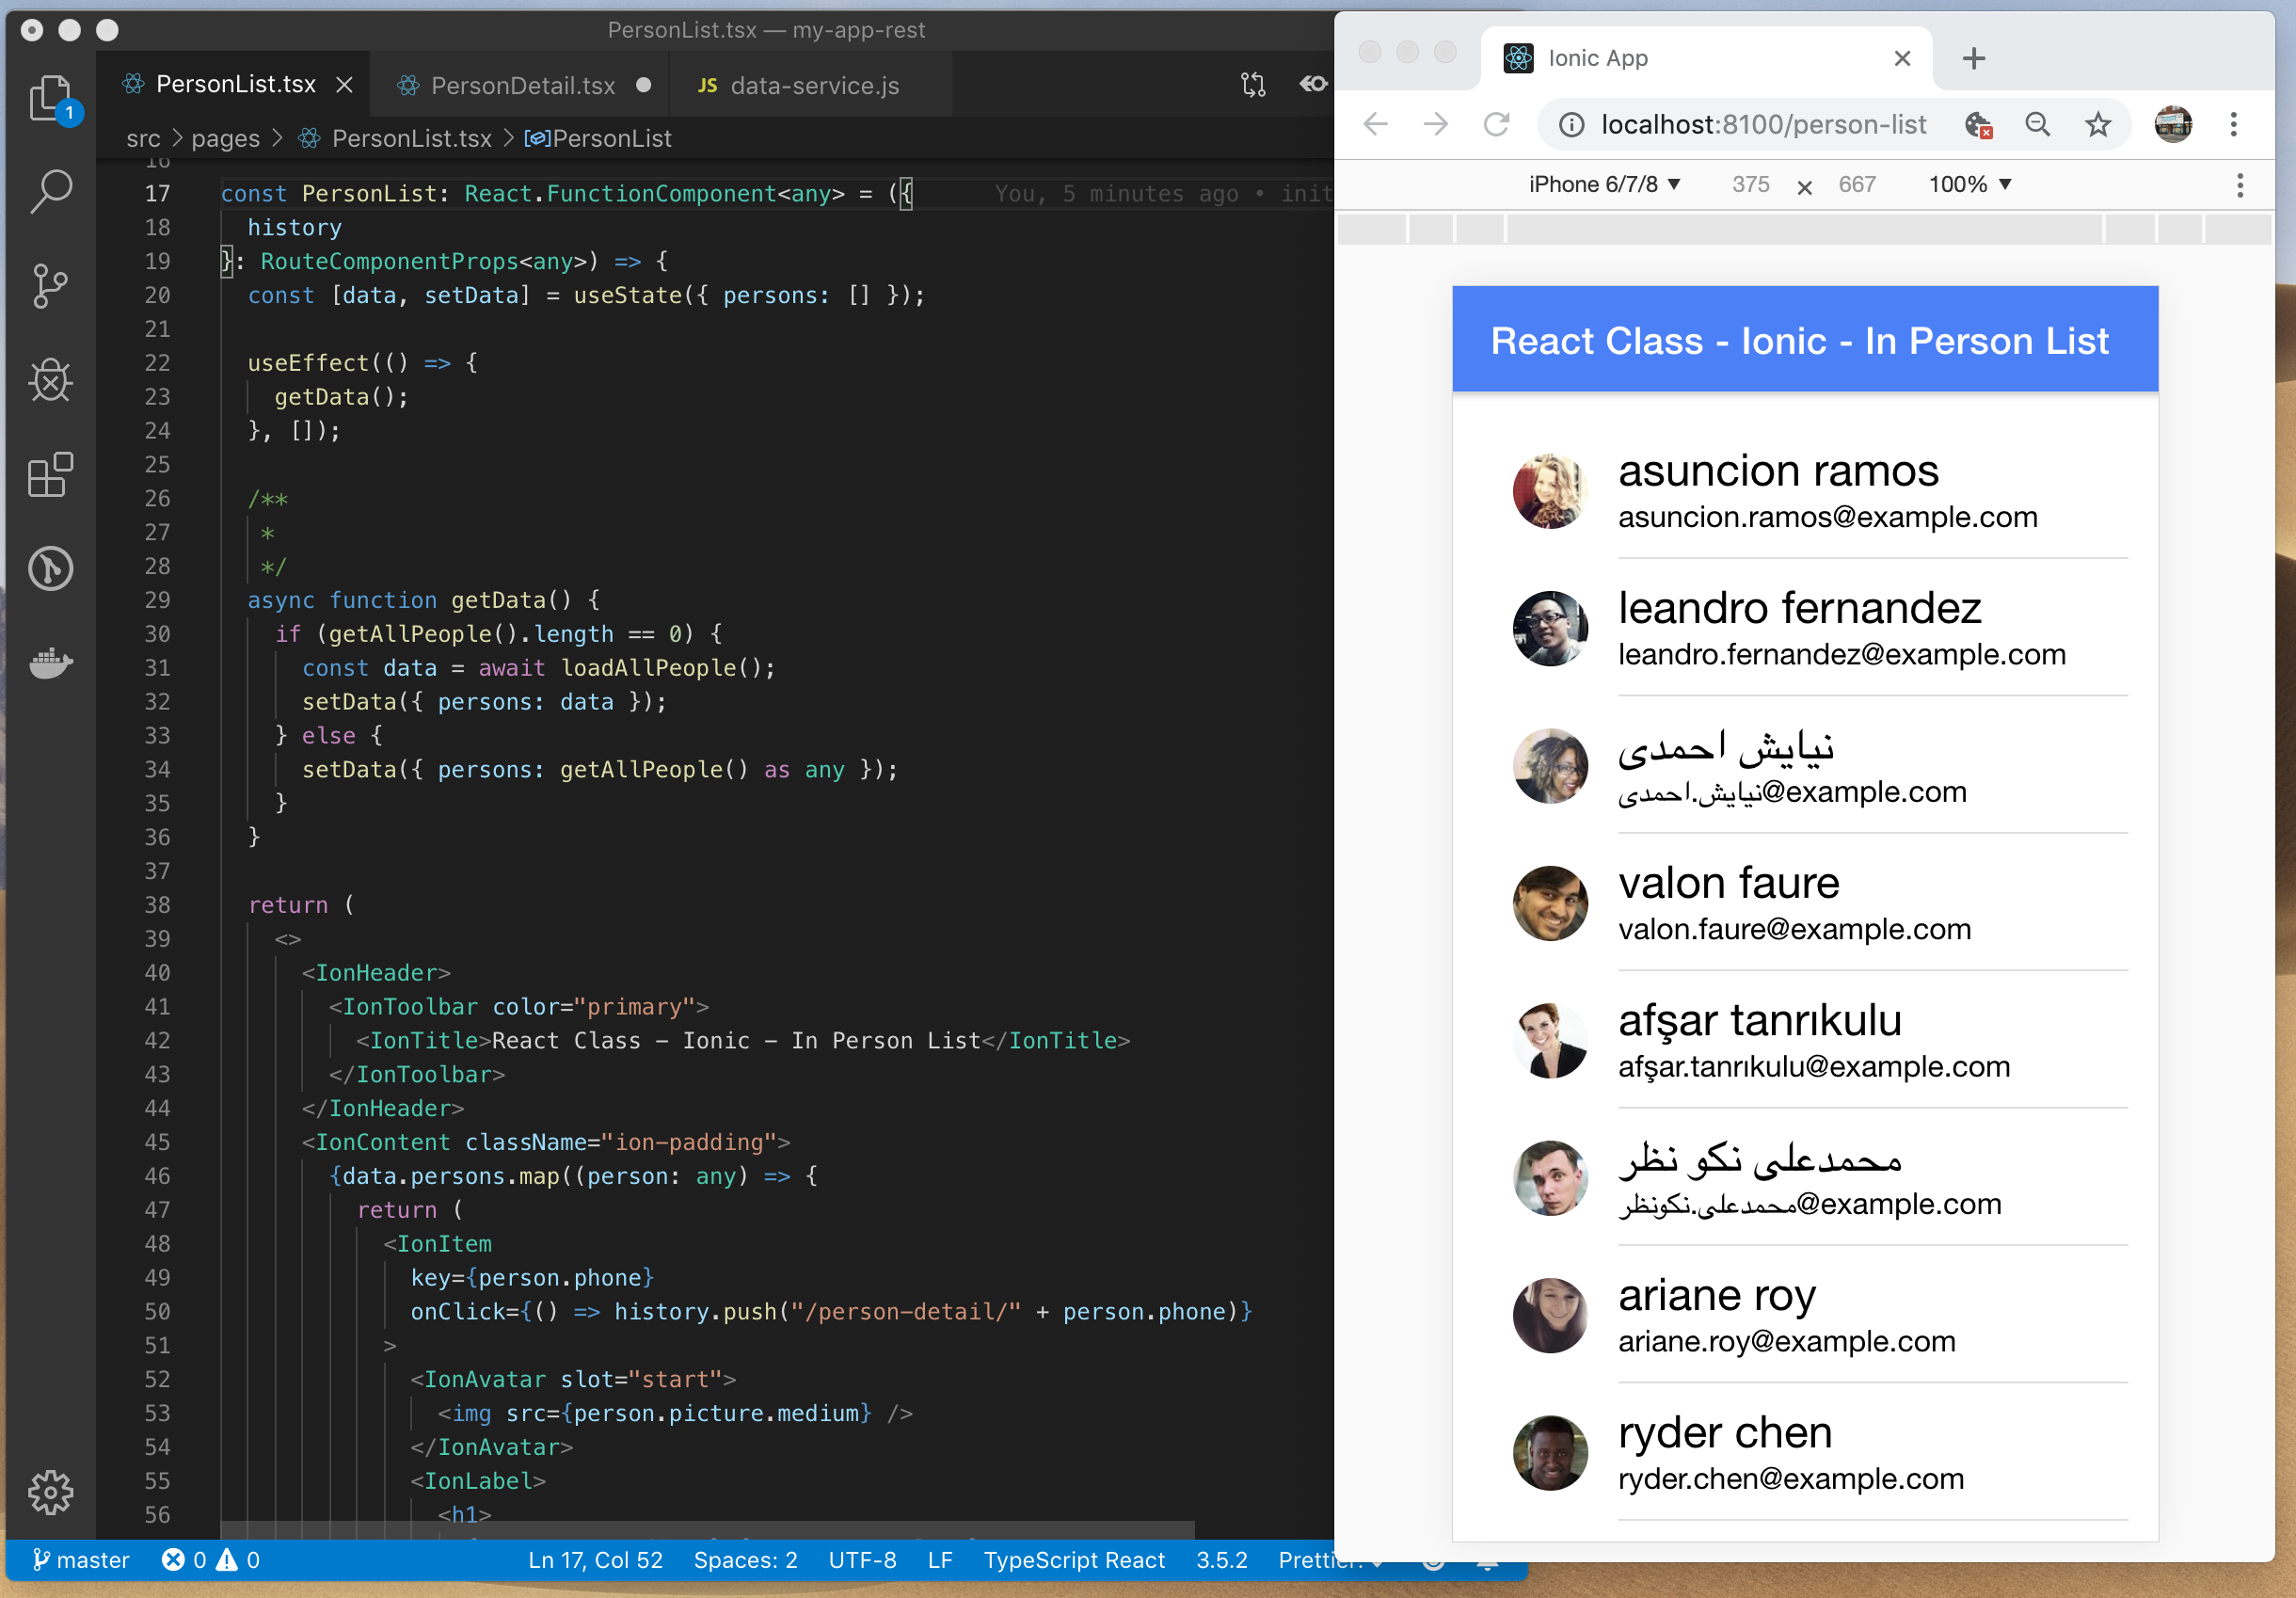 PersonList.tsx — my-app-rest
PersonList.tsx
PersonDetail.tsx
JS data-service.js
1
src > pages > PersonList.tsx > PersonList
16
17 const PersonList: React.FunctionComponent<any> = ({ You, 5 minutes ago • init
18 history
19 }: RouteComponentProps<any>) => {
20 const [data, setData] = useState({ persons: [] });
21
22 useEffect(() => {
23 getData();
24 }, []);
25
26 /**
27 *
28 */
29 async function getData() {
30 if (getAllPeople().length == 0) {
31 const data = await loadAllPeople();
32 setData({ persons: data });
33 } else {
34 setData({ persons: getAllPeople() as any });
35 }
36 }
37
38 return (
39 <>
40 <IonHeader>
41 <IonToolbar color="primary">
42 <IonTitle>React Class - Ionic - In Person List</IonTitle>
43 </IonToolbar>
44 </IonHeader>
45 <IonContent className="ion-padding">
46 {data.persons.map((person: any) => {
47 return (
48 <IonItem
49 key={person.phone}
50 onClick={() => history.push("/person-detail/" + person.phone)}
51 >
52 <IonAvatar slot="start">
53 <img src={person.picture.medium} />
54 </IonAvatar>
55 <IonLabel>
56 <h1>
master 0 0 Ln 17, Col 52 Spaces: 2 UTF-8 LF TypeScript React 3.5.2
Ionic App
localhost:8100/person-list
iPhone 6/7/8 ▼ 375 × 667 100% ▼
React Class - Ionic - In Person List
asuncion ramos
asuncion.ramos@example.com
leandro fernandez
leandro.fernandez@example.com
نیایش احمدی
نیایش.احمدی@example.com
valon faure
valon.faure@example.com
afşar tanrıkulu
afşar.tanrıkulu@example.com
محمدعلی نکو نظر
محمدعلی.نکونظر@example.com
ariane roy
ariane.roy@example.com
ryder chen
ryder.chen@example.com